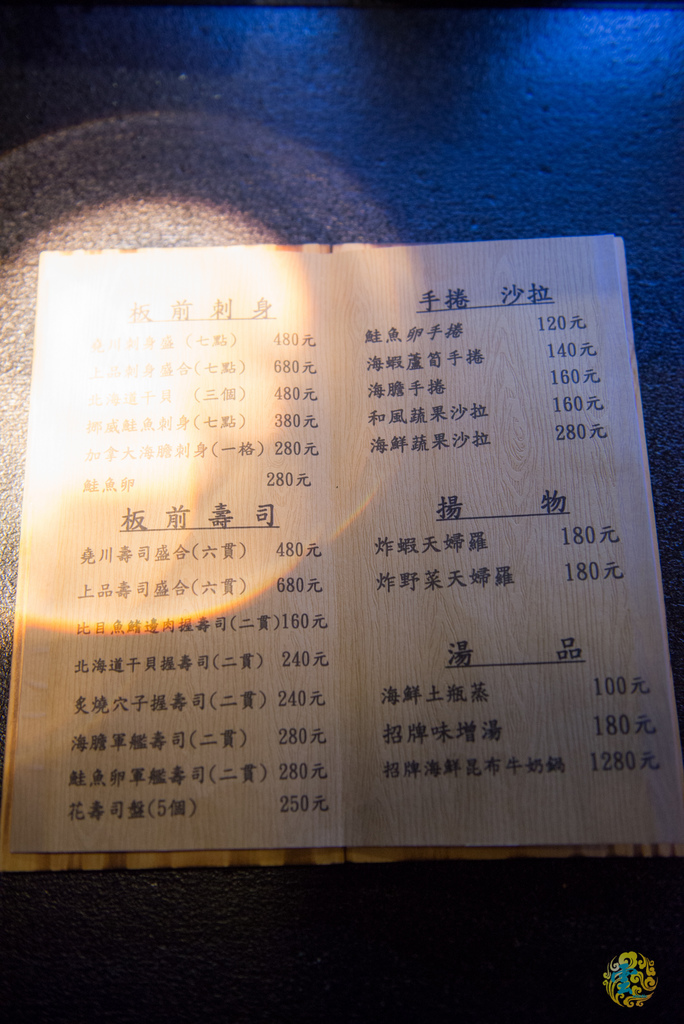 板前刺身
堯川刺身盛(七點) 480元
上品刺身盛合(七點) 680元
北海道干貝 (三個) 480元
挪威鮭魚刺身(七點) 380元
加拿大海膽刺身(一格) 280元
鮭魚卵 280元
板前壽司
堯川壽司盛合(六貫) 480元
上品壽司盛合(六貫) 680元
比目魚鰭邊肉握壽司(二貫) 160元
北海道干貝握壽司(二貫) 240元
炙燒穴子握壽司(二貫) 240元
海膽軍艦壽司(二貫) 280元
鮭魚卵軍艦壽司(二貫) 280元
花壽司盤(5個) 250元
手捲 沙拉
鮭魚卵手捲 120元
海蝦蘆筍手捲 140元
海膽手捲 160元
和風蔬果沙拉 160元
海鮮蔬果沙拉 280元
揚物
炸蝦天婦羅 180元
炸野菜天婦羅 180元
湯品
海鮮土瓶蒸 100元
招牌味增湯 180元
招牌海鮮昆布牛奶鍋 1280元